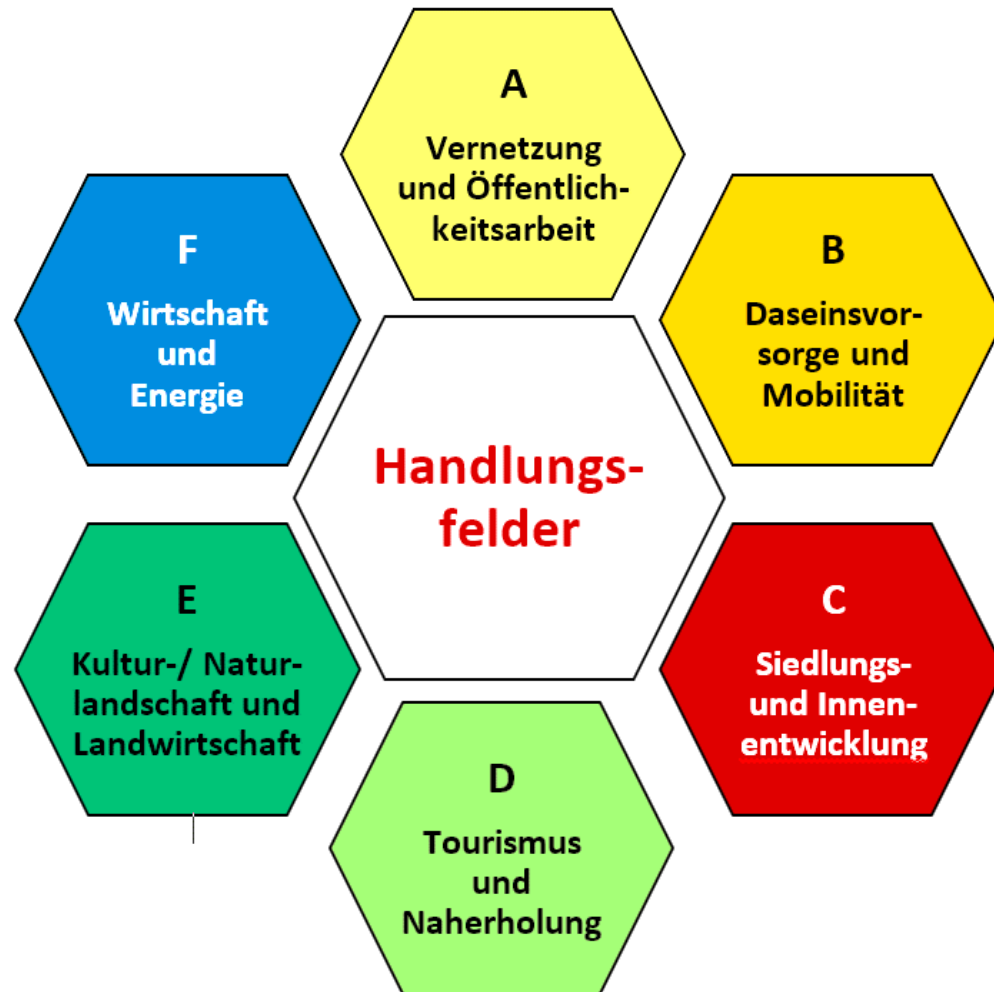 A
Vernetzung
und Öffentlich-
keitsarbeit
B
Daseinsvor-
sorge und
Mobilität
C
Siedlungs-
und Innen-
entwicklung
D
Tourismus
und
Naherholung
E
Kultur-/ Natur-
landschaft und
Landwirtschaft
F
Wirtschaft
und
Energie
Handlungs-
felder